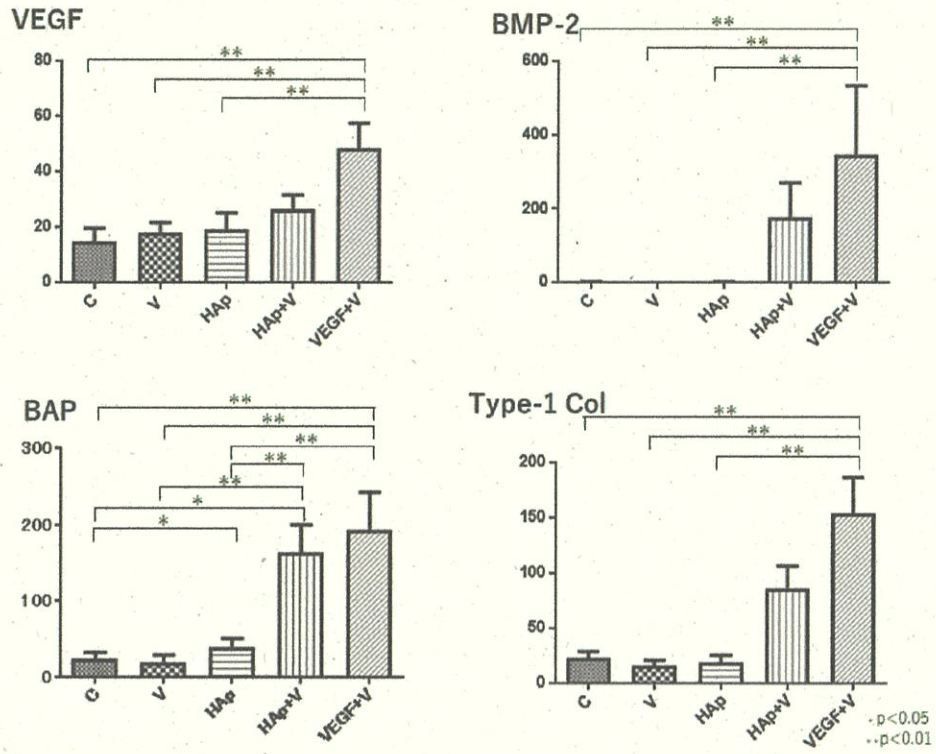 VEGF
80
60
40
20
0
**
**
**
C
V
HAp
HAp+V
VEGF+V
BMP-2
600
400
200
0
**
**
**
C
V
HAp
HAp+V
VEGF+V
BAP
300
200
100
0
**
**
**
**
**
*
*
C
V
HAp
HAp+V
VEGF+V
Type-1 Col
200
150
100
50
0
**
**
**
C
V
HAp
HAp+V
VEGF+V
*p<0.05
**p<0.01